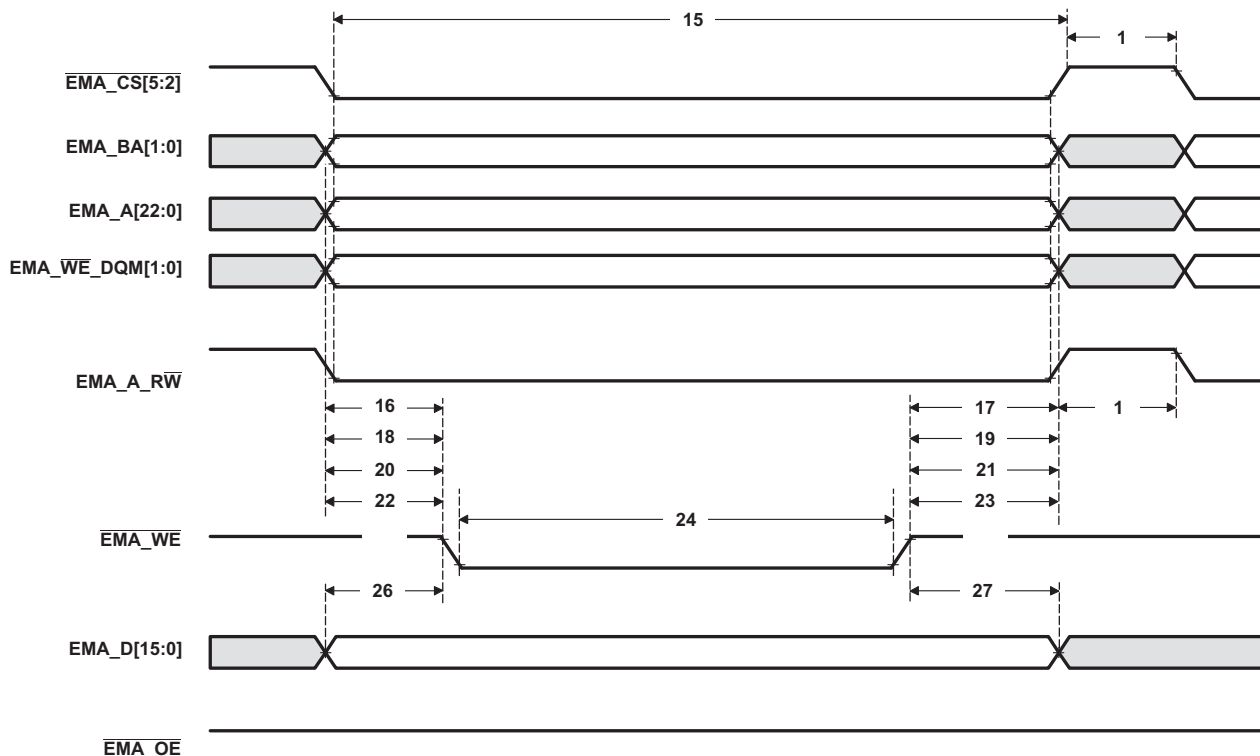 15
1
EMA_CS[5:2]
EMA_BA[1:0]
EMA_A[22:0]
EMA_WE_DQM[1:0]
EMA_A_RW
16 17 1
18 19
20 21
22 23
24
EMA_WE
26 27
EMA_D[15:0]
EMA_OE